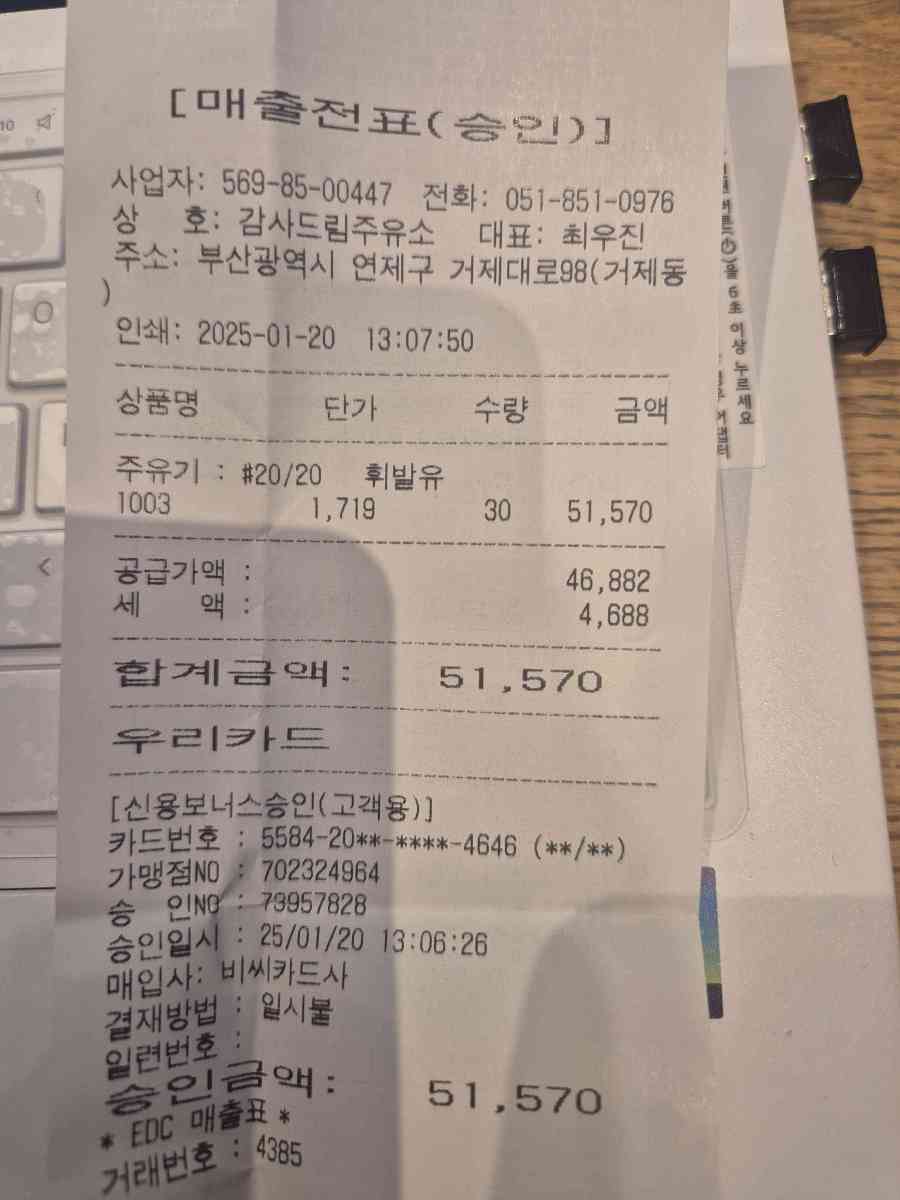 [매출전표(승인)]
사업자: 569-85-00447 전화: 051-851-0976
상 호: 감사드림주유소 대표: 최우진
주소: 부산광역시 연제구 거제대로98(거제동
)
인쇄: 2025-01-20 13:07:50
상품명 단가 수량 금액
주유기 : #20/20 휘발유
1003 1,719 30 51,570
공급가액 : 46,882
세 액 : 4,688
합계금액: 51,570
우리카드
[신용보너스승인(고객용)]
카드번호 : 5584-20**-****-4646 (**/**)
가맹점NO : 702324964
승 인NO : 73957828
승인일시 : 25/01/20 13:06:26
매입사: 비씨카드사
결재방법 : 일시불
일련번호 :
승인금액: 51,570
* EDC 매출표 *
거래번호 : 4385
10
O
<
을 6초 이상 누르세요